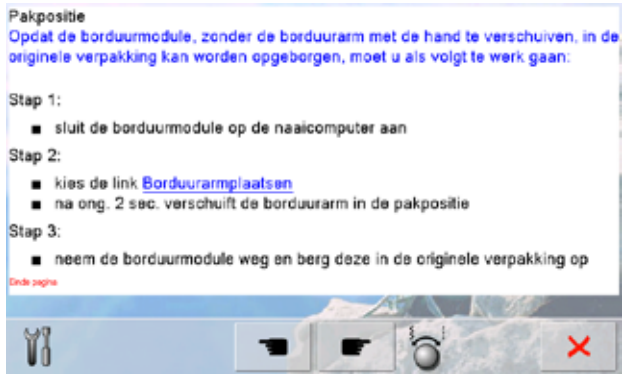 Pakpositie
Opdat de borduurmodule, zonder de borduurarm met de hand te verschuiven, in de
originele verpakking kan worden opgeborgen, moet u als volgt te werk gaan:
Stap 1:
■ sluit de borduurmodule op de naaicomputer aan
Stap 2:
■ kies de link Borduurarmplaatsen
■ na ong. 2 sec. verschuift de borduurarm in de pakpositie
Stap 3:
■ neem de borduurmodule weg en berg deze in de originele verpakking op
Einde pagina